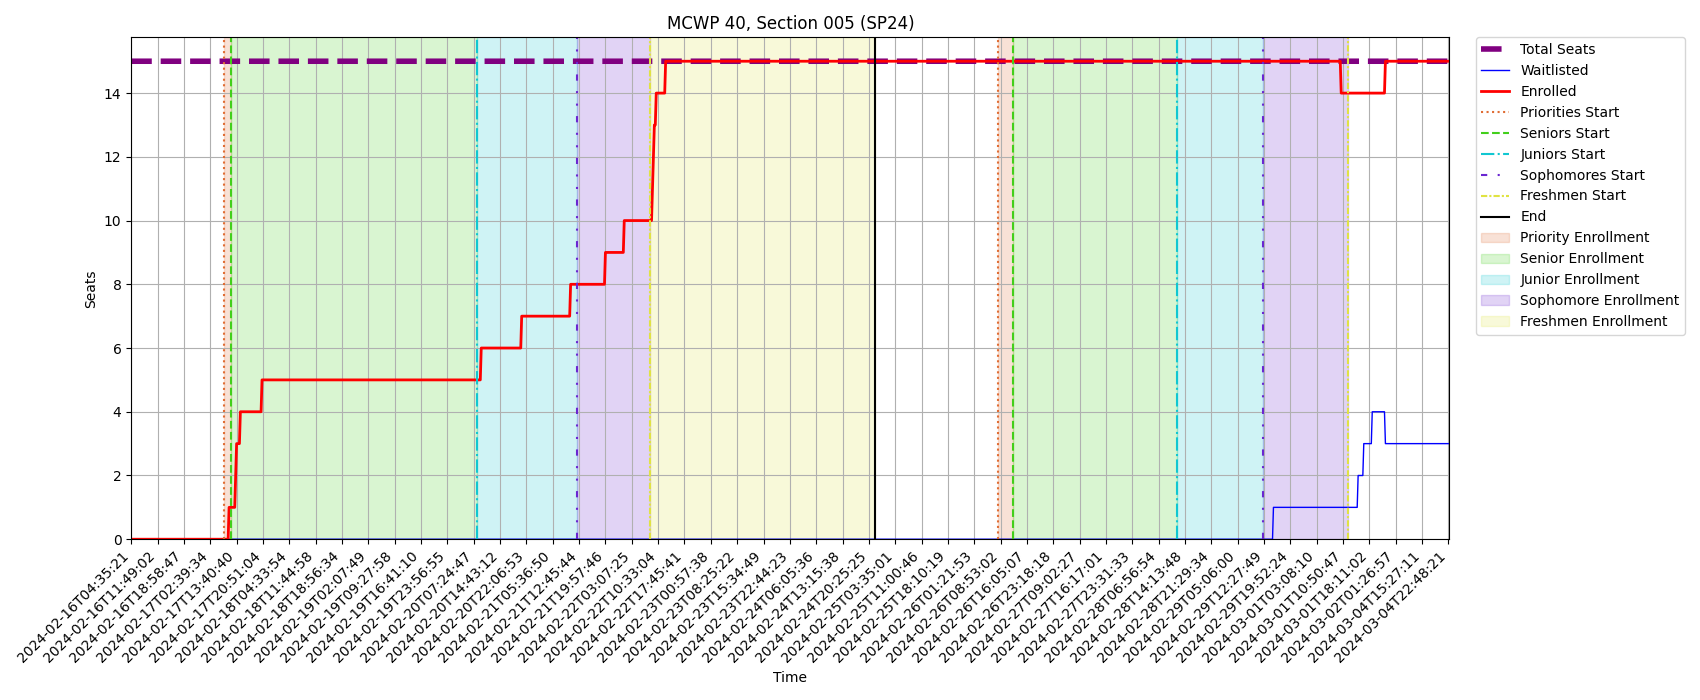 MCWP 40, Section 005 (SP24)
Total Seats
Waitlisted
Enrolled
Priorities Start
Seniors Start
Juniors Start
Sophomores Start
Freshmen Start
End
Priority Enrollment
Senior Enrollment
Junior Enrollment
Sophomore Enrollment
Freshmen Enrollment
Seats
14
12
10
8
6
4
2
0
2024-02-16T04:35:21
2024-02-16T11:49:02
2024-02-16T18:58:47
2024-02-17T02:39:34
2024-02-17T13:40:40
2024-02-17T20:51:04
2024-02-18T04:33:54
2024-02-18T11:44:58
2024-02-18T18:56:34
2024-02-19T02:07:49
2024-02-19T09:27:58
2024-02-19T16:41:10
2024-02-19T23:56:55
2024-02-20T07:24:47
2024-02-20T14:43:12
2024-02-20T22:06:53
2024-02-21T05:36:50
2024-02-21T12:45:44
2024-02-21T19:57:46
2024-02-22T03:07:25
2024-02-22T10:33:04
2024-02-22T17:45:41
2024-02-23T00:57:38
2024-02-23T08:25:22
2024-02-23T15:34:49
2024-02-23T22:44:23
2024-02-24T06:05:36
2024-02-24T13:15:38
2024-02-24T20:25:25
2024-02-25T03:35:01
2024-02-25T11:00:46
2024-02-25T18:10:19
2024-02-26T01:21:53
2024-02-26T08:53:02
2024-02-26T16:05:07
2024-02-26T23:18:18
2024-02-27T09:02:27
2024-02-27T16:17:01
2024-02-27T23:31:33
2024-02-28T06:56:54
2024-02-28T14:13:48
2024-02-28T21:29:34
2024-02-29T05:06:00
2024-02-29T12:27:49
2024-02-29T19:52:24
2024-03-01T03:08:10
2024-03-01T10:50:47
2024-03-01T18:11:02
2024-03-02T01:26:57
2024-03-04T15:27:11
2024-03-04T22:48:21
Time